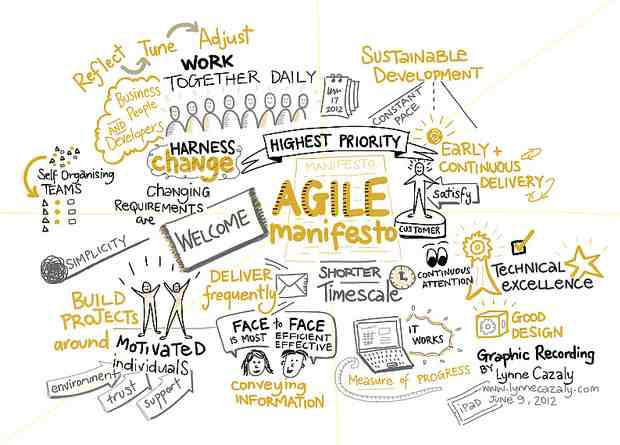 Reflect
Tune
Adjust
WORK
TOGETHER DAILY
Business
People
AND
Developers
HARNESS
change
17
2012
SUSTAINABLE
DEVELOPMENT
CONSTANT
PACE
HIGHEST PRIORITY
MANIFESTO
AGILE
manifesto
EARLY +
CONTINUOUS
DELIVERY
satisfy
CUSTOMER
Self Organising
TEAMS
CHANGING
REQUIREMENTS
are
WELCOME
SIMPLICITY
BUILD
PROJECTS
around
MOTIVATED
individuals
environment
trust
support
DELIVER
frequently
SHORTER
Timescale
CONTINUOUS
ATTENTION
TECHNICAL
excellence
GOOD
DESIGN
FACE to FACE
IS MOST EFFICIENT
EFFECTIVE
conveying
INFORMATION
IT
WORKS
MEASURE of PROGRESS
Graphic Recording
BY Lynne Cazaly
www.lynnecazaly.com
iPAD JUNE 9, 2012